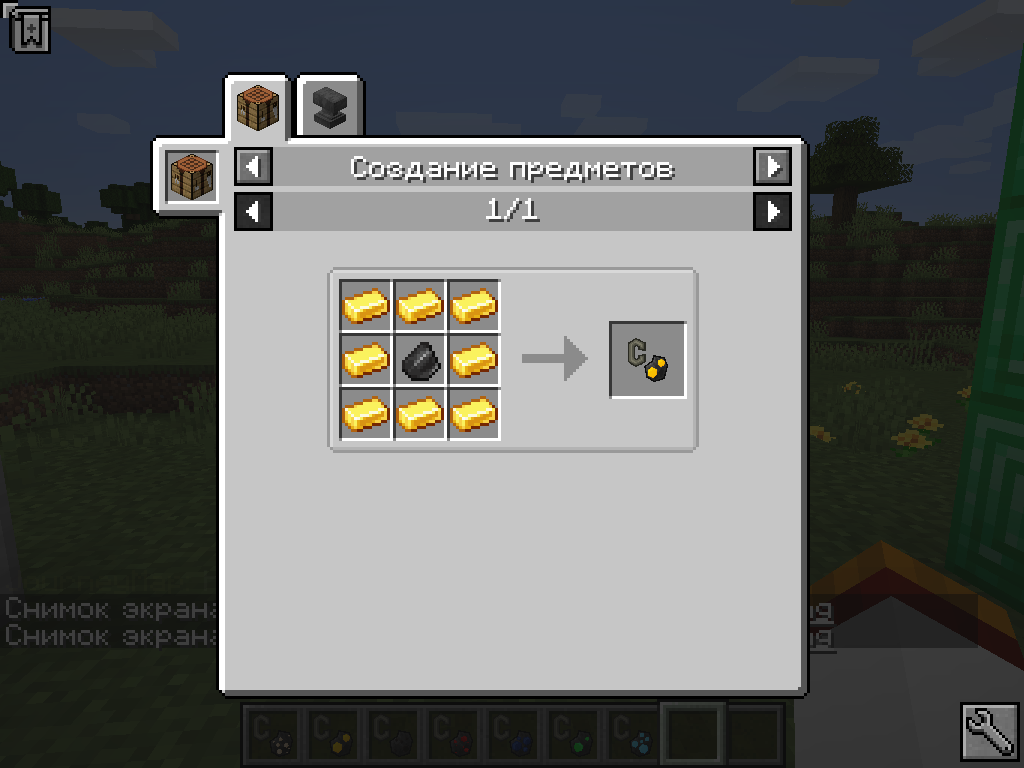 Создание предметов
1/1
C
Снимок экрана
Снимок экрана
C C C C C C C